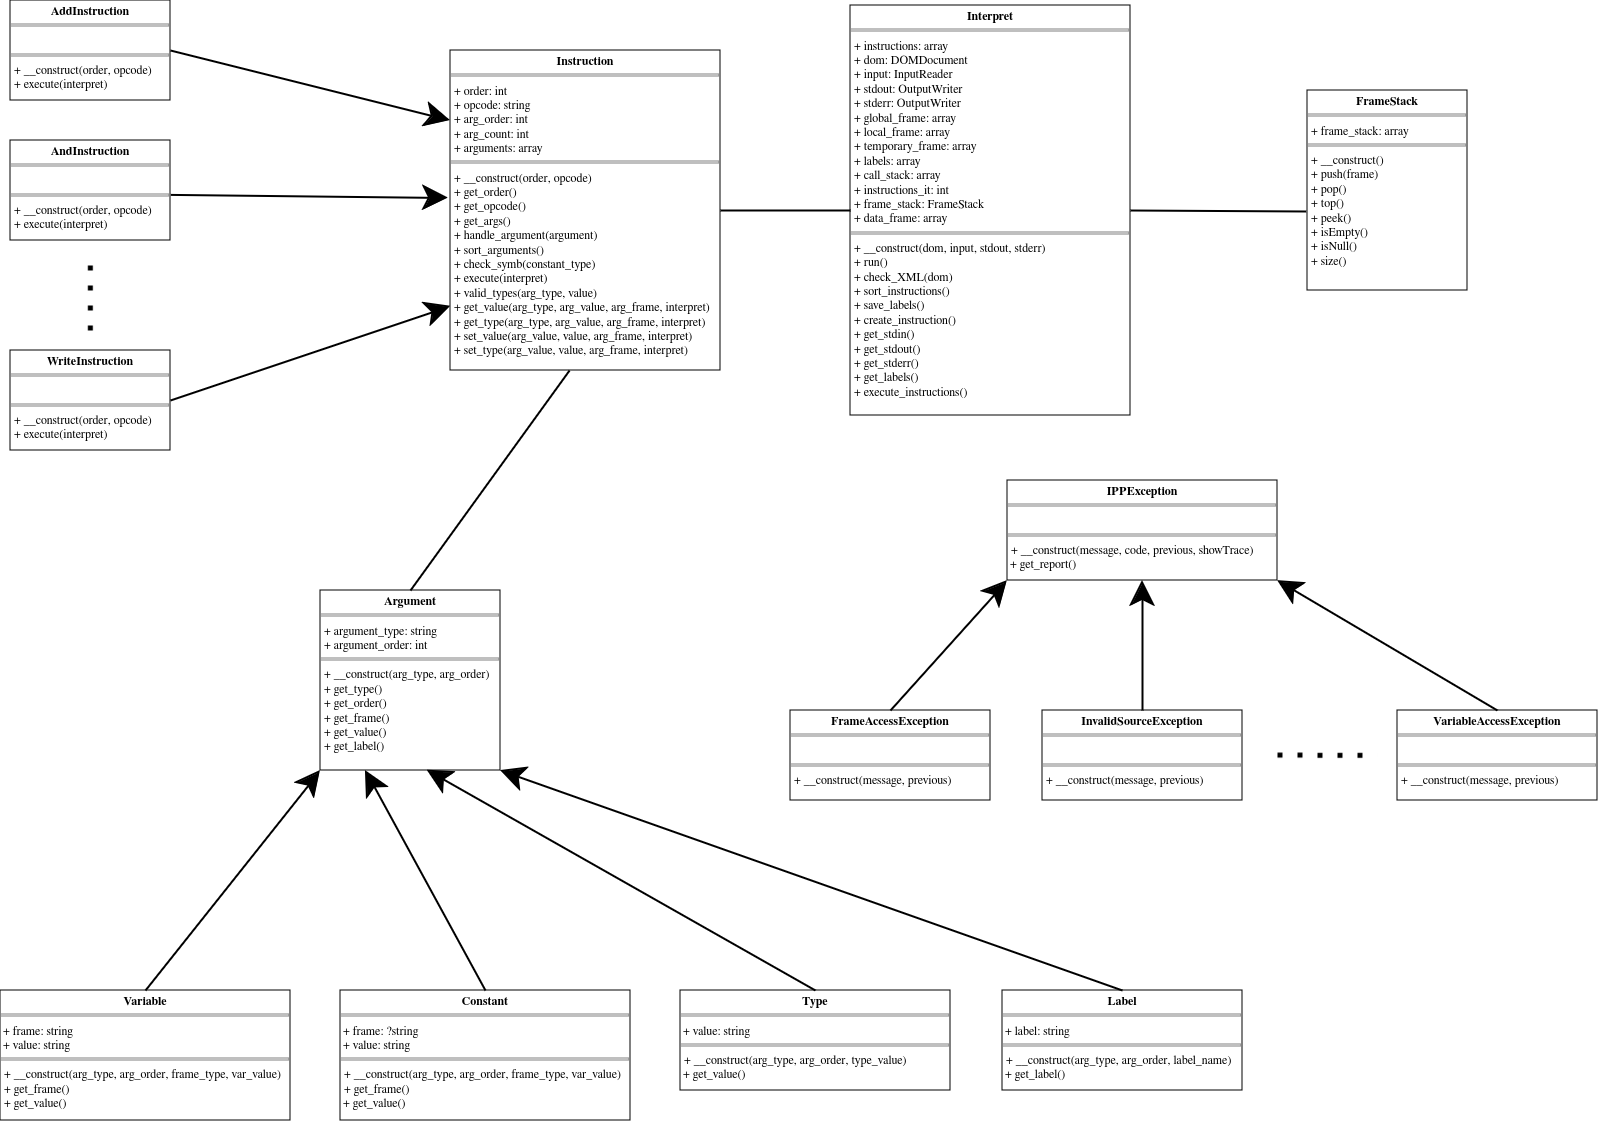 AddInstruction
+ __construct(order, opcode)
+ execute(interpret)
AndInstruction
+ __construct(order, opcode)
+ execute(interpret)
WriteInstruction
+ __construct(order, opcode)
+ execute(interpret)
Instruction
+ order: int
+ opcode: string
+ arg_order: int
+ arg_count: int
+ arguments: array
+ __construct(order, opcode)
+ get_order()
+ get_opcode()
+ get_args()
+ handle_argument(argument)
+ sort_arguments()
+ check_symb(constant_type)
+ execute(interpret)
+ valid_types(arg_type, value)
+ get_value(arg_type, arg_value, arg_frame, interpret)
+ get_type(arg_type, arg_value, arg_frame, interpret)
+ set_value(arg_value, value, arg_frame, interpret)
+ set_type(arg_value, value, arg_frame, interpret)
Interpret
+ instructions: array
+ dom: DOMDocument
+ input: InputReader
+ stdout: OutputWriter
+ stderr: OutputWriter
+ global_frame: array
+ local_frame: array
+ temporary_frame: array
+ labels: array
+ call_stack: array
+ instructions_it: int
+ frame_stack: FrameStack
+ data_frame: array
+ __construct(dom, input, stdout, stderr)
+ run()
+ check_XML(dom)
+ sort_instructions()
+ save_labels()
+ create_instruction()
+ get_stdin()
+ get_stdout()
+ get_stderr()
+ get_labels()
+ execute_instructions()
FrameStack
+ frame_stack: array
+ __construct()
+ push(frame)
+ pop()
+ top()
+ peek()
+ isEmpty()
+ isNull()
+ size()
IPPException
+ __construct(message, code, previous, showTrace)
+ get_report()
FrameAccessException
+ __construct(message, previous)
InvalidSourceException
+ __construct(message, previous)
VariableAccessException
+ __construct(message, previous)
Argument
+ argument_type: string
+ argument_order: int
+ __construct(arg_type, arg_order)
+ get_type()
+ get_order()
+ get_frame()
+ get_value()
+ get_label()
Variable
+ frame: string
+ value: string
+ __construct(arg_type, arg_order, frame_type, var_value)
+ get_frame()
+ get_value()
Constant
+ frame: ?string
+ value: string
+ __construct(arg_type, arg_order, frame_type, var_value)
+ get_frame()
+ get_value()
Type
+ value: string
+ __construct(arg_type, arg_order, type_value)
+ get_value()
Label
+ label: string
+ __construct(arg_type, arg_order, label_name)
+ get_label()